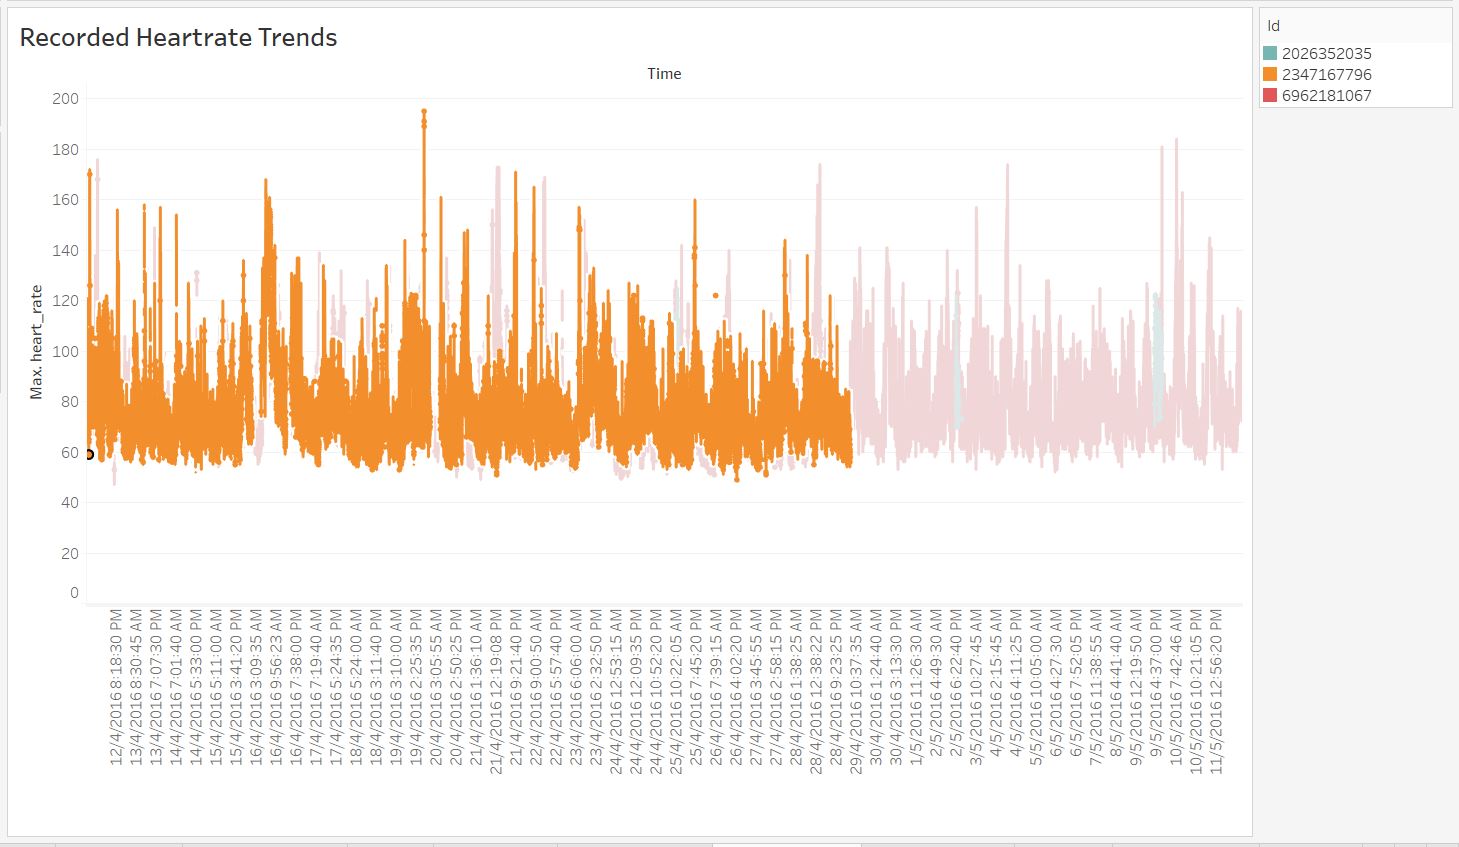 Recorded Heartrate Trends
Id
2026352035
2347167796
6962181067
Time
Max. heart_rate
200
180
160
140
120
100
80
60
40
20
0
12/4/2016 8:18:30 PM
13/4/2016 8:30:45 AM
13/4/2016 7:07:30 PM
14/4/2016 7:01:40 AM
14/4/2016 5:33:00 PM
15/4/2016 5:11:00 AM
15/4/2016 3:41:20 PM
16/4/2016 3:09:35 AM
16/4/2016 9:56:23 AM
16/4/2016 7:38:00 PM
17/4/2016 7:19:40 AM
17/4/2016 5:24:35 PM
18/4/2016 5:24:00 AM
18/4/2016 3:11:40 PM
19/4/2016 3:10:00 AM
19/4/2016 2:25:35 PM
20/4/2016 3:05:55 AM
20/4/2016 2:50:25 PM
21/4/2016 1:36:10 AM
21/4/2016 12:19:08 PM
21/4/2016 9:21:40 PM
22/4/2016 9:00:50 AM
22/4/2016 5:57:40 PM
23/4/2016 6:06:00 AM
23/4/2016 2:32:50 PM
24/4/2016 12:53:15 AM
24/4/2016 12:09:35 PM
24/4/2016 10:52:20 PM
25/4/2016 10:22:05 AM
25/4/2016 7:45:20 PM
26/4/2016 7:39:15 AM
26/4/2016 4:02:20 PM
27/4/2016 3:45:55 AM
27/4/2016 2:58:15 PM
28/4/2016 1:38:25 AM
28/4/2016 12:38:22 PM
28/4/2016 9:23:25 PM
29/4/2016 10:37:35 AM
30/4/2016 1:24:40 AM
30/4/2016 3:13:30 PM
1/5/2016 11:26:30 AM
2/5/2016 4:49:30 AM
2/5/2016 6:22:40 PM
3/5/2016 10:27:45 AM
4/5/2016 2:15:45 AM
4/5/2016 4:11:25 PM
5/5/2016 10:05:00 AM
6/5/2016 4:27:30 AM
6/5/2016 7:52:05 PM
7/5/2016 11:38:55 AM
8/5/2016 4:41:40 AM
9/5/2016 12:19:50 AM
9/5/2016 4:37:00 PM
10/5/2016 7:42:46 AM
10/5/2016 10:21:05 PM
11/5/2016 12:56:20 PM